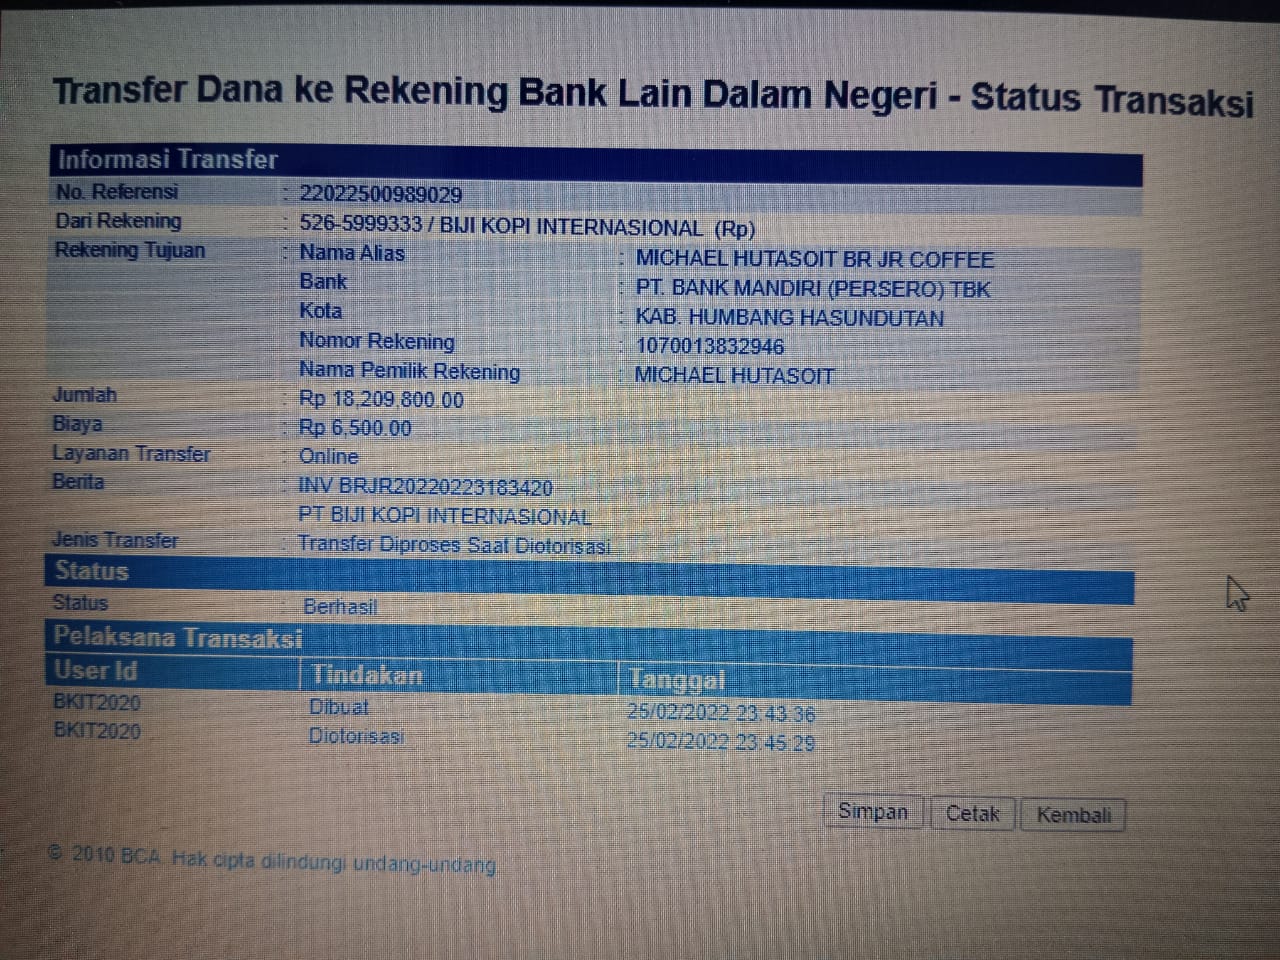 Transfer Dana ke Rekening Bank Lain Dalam Negeri - Status Transaksi
Informasi Transfer
No. Referensi : 22022500989029
Dari Rekening : 526-5999333 / BIJI KOPI INTERNASIONAL (Rp)
Rekening Tujuan : Nama Alias : MICHAEL HUTASOIT BR JR COFFEE
Bank : PT. BANK MANDIRI (PERSERO) TBK
Kota : KAB. HUMBANG HASUNDUTAN
Nomor Rekening : 1070013832946
Nama Pemilik Rekening : MICHAEL HUTASOIT
Jumlah : Rp 18,209,800.00
Biaya : Rp 6,500.00
Layanan Transfer : Online
Berita : INV BRJR20220223183420
PT BIJI KOPI INTERNASIONAL
Jenis Transfer : Transfer Diproses Saat Diotorisasi
Status
Status : Berhasil
Pelaksana Transaksi
User Id Tindakan Tanggal
BKIT2020 Dibuat 25/02/2022 23:43:36
BKIT2020 Diotorisasi 25/02/2022 23:45:29
Simpan Cetak Kembali
© 2010 BCA. Hak cipta dilindungi undang-undang